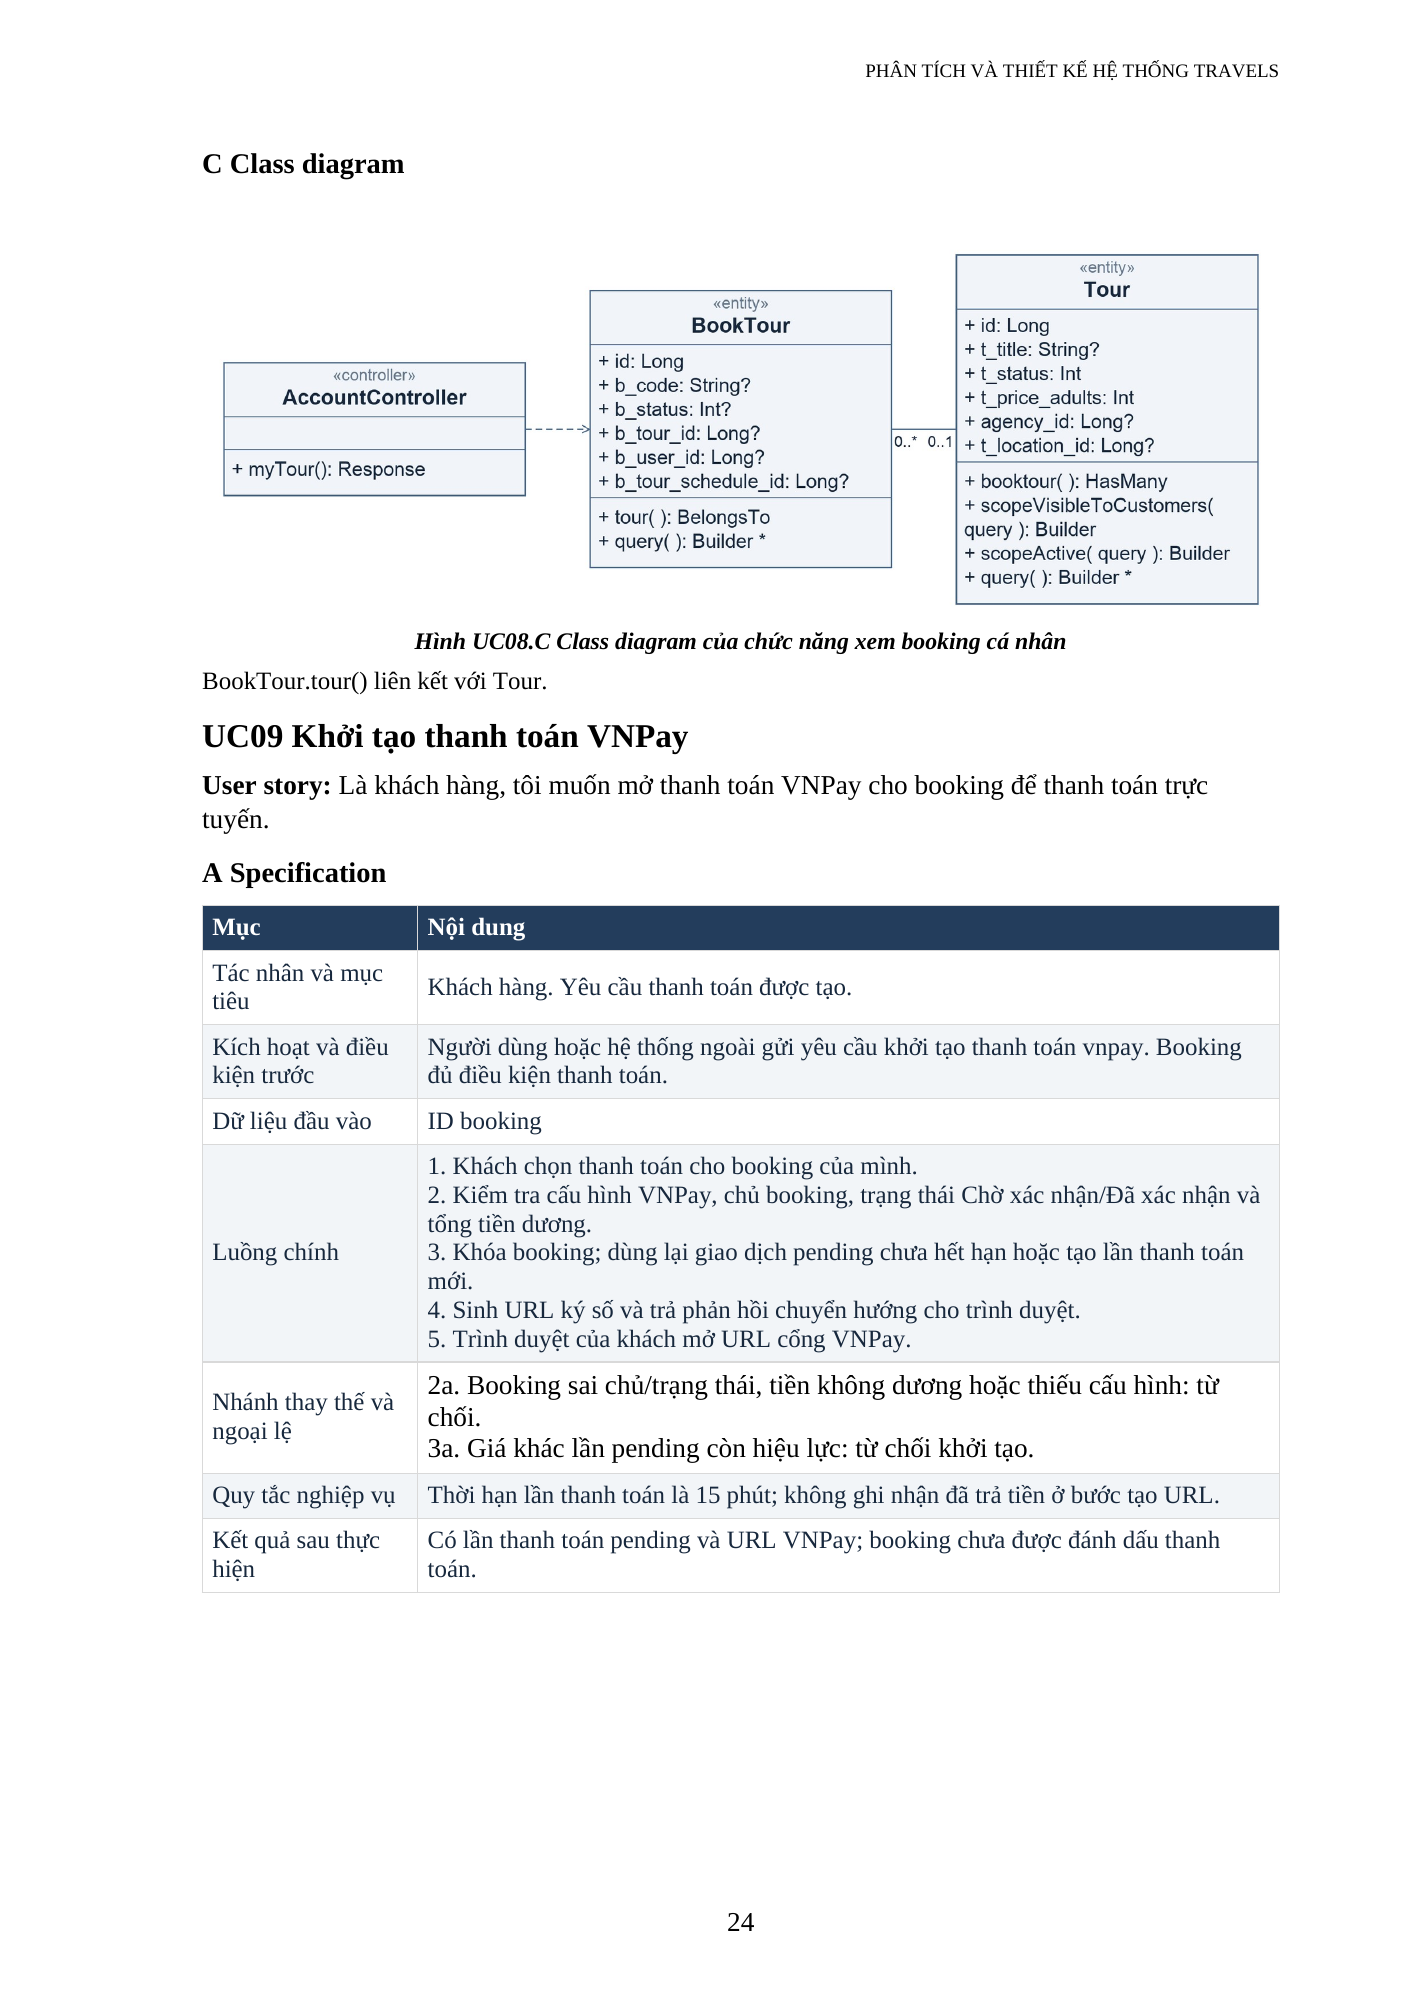 PHÂN TÍCH VÀ THIẾT KẾ HỆ THỐNG TRAVELS
C Class diagram
«controller»
AccountController
+ myTour(): Response
«entity»
BookTour
+ id: Long
+ b_code: String?
+ b_status: Int?
+ b_tour_id: Long?
+ b_user_id: Long?
+ b_tour_schedule_id: Long?
+ tour( ): BelongsTo
+ query( ): Builder *
0..* 0..1
«entity»
Tour
+ id: Long
+ t_title: String?
+ t_status: Int
+ t_price_adults: Int
+ agency_id: Long?
+ t_location_id: Long?
+ booktour( ): HasMany
+ scopeVisibleToCustomers(
query ): Builder
+ scopeActive( query ): Builder
+ query( ): Builder *
Hình UC08.C Class diagram của chức năng xem booking cá nhân
BookTour.tour() liên kết với Tour.
UC09 Khởi tạo thanh toán VNPay
User story: Là khách hàng, tôi muốn mở thanh toán VNPay cho booking để thanh toán trực
tuyến.
A Specification
Mục
Nội dung
Tác nhân và mục
tiêu
Khách hàng. Yêu cầu thanh toán được tạo.
Kích hoạt và điều
kiện trước
Người dùng hoặc hệ thống ngoài gửi yêu cầu khởi tạo thanh toán vnpay. Booking
đủ điều kiện thanh toán.
Dữ liệu đầu vào
ID booking
Luồng chính
1. Khách chọn thanh toán cho booking của mình.
2. Kiểm tra cấu hình VNPay, chủ booking, trạng thái Chờ xác nhận/Đã xác nhận và
tổng tiền dương.
3. Khóa booking; dùng lại giao dịch pending chưa hết hạn hoặc tạo lần thanh toán
mới.
4. Sinh URL ký số và trả phản hồi chuyển hướng cho trình duyệt.
5. Trình duyệt của khách mở URL cổng VNPay.
Nhánh thay thế và
ngoại lệ
2a. Booking sai chủ/trạng thái, tiền không dương hoặc thiếu cấu hình: từ
chối.
3a. Giá khác lần pending còn hiệu lực: từ chối khởi tạo.
Quy tắc nghiệp vụ
Thời hạn lần thanh toán là 15 phút; không ghi nhận đã trả tiền ở bước tạo URL.
Kết quả sau thực
hiện
Có lần thanh toán pending và URL VNPay; booking chưa được đánh dấu thanh
toán.
24